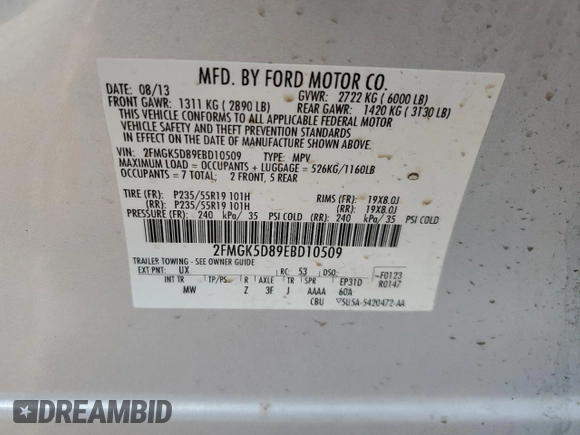 MFD. BY FORD MOTOR CO.
DATE: 08/13 GVWR: 2722 KG ( 6000 LB)
FRONT GAWR: 1311 KG ( 2890 LB) REAR GAWR: 1420 KG ( 3130 LB)
THIS VEHICLE CONFORMS TO ALL APPLICABLE FEDERAL MOTOR
VEHICLE SAFETY AND THEFT PREVENTION STANDARDS
IN EFFECT ON THE DATE OF MANUFACTURE SHOWN ABOVE.
VIN: 2FMGK5D89EBD10509 TYPE: MPV
MAXIMUM LOAD = OCCUPANTS + LUGGAGE = 526KG/1160LB
OCCUPANTS = 7 TOTAL; 2 FRONT, 5 REAR
TIRE (FR): P235/55R19 101H RIMS (FR): 19X8.0J
(RR): P235/55R19 101H (RR): 19X8.0J
PRESSURE (FR): 240 kPa/ 35 PSI COLD (RR): 240 kPa/ 35 PSI COLD
2FMGK5D89EBD10509
TRAILER TOWING - SEE OWNER GUIDE
EXT PNT: UX RC: 53 DSO: F0123
INT TR TP/PS R AXLE TR SPR EP31D R0147
MW Z 3F J AAAA 60A
CBU 5U5A-5420472-AA
DREAMBID